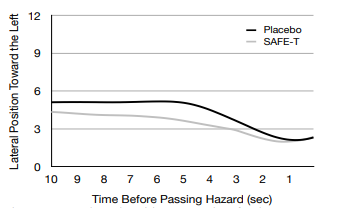 Lateral Position Toward the Left
12
9
6
3
0
Placebo
SAFE-T
10 9 8 7 6 5 4 3 2 1
Time Before Passing Hazard (sec)